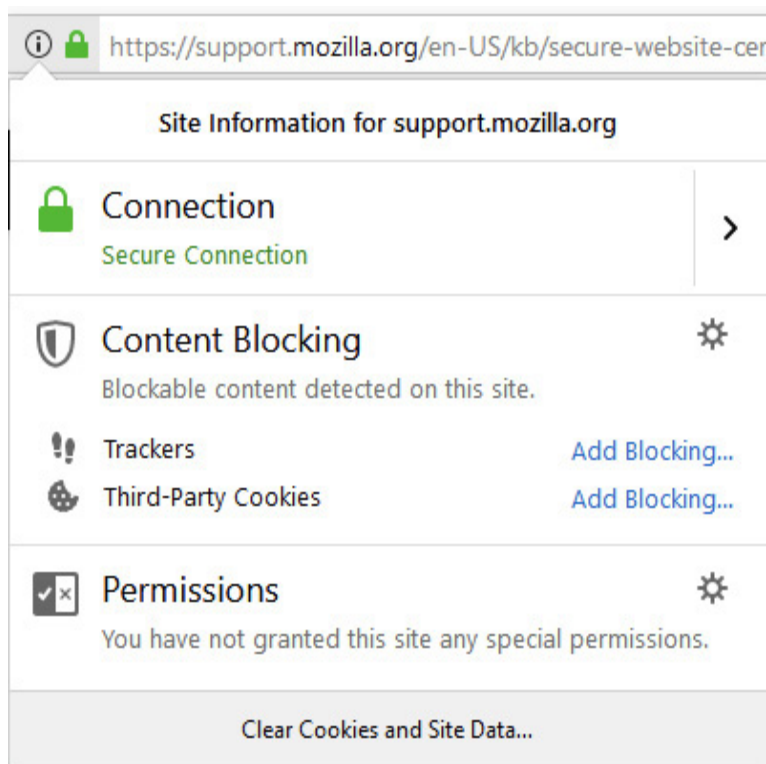 https://support.mozilla.org/en-US/kb/secure-website-cer
Site Information for support.mozilla.org
Connection
Secure Connection
Content Blocking
Blockable content detected on this site.
Trackers Add Blocking...
Third-Party Cookies Add Blocking...
Permissions
You have not granted this site any special permissions.
Clear Cookies and Site Data...